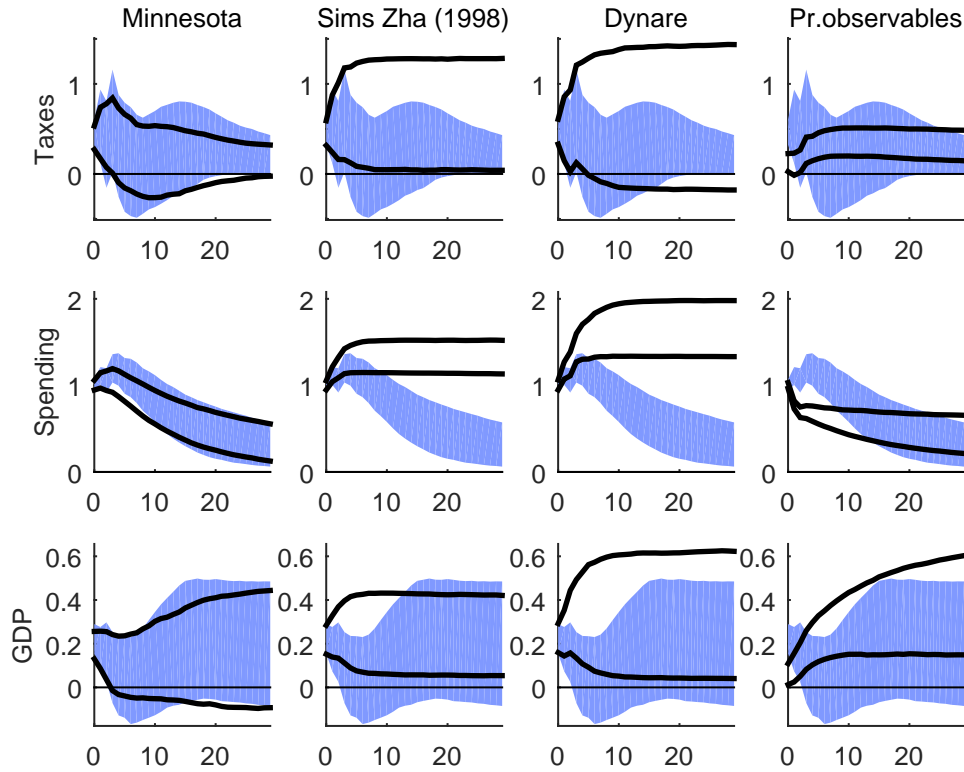 Minnesota Sims Zha (1998) Dynare Pr.observables
Taxes
1 1 1 1
0 0 0 0
0 10 20 0 10 20 0 10 20 0 10 20
Spending
2 2 2 2
1 1 1 1
0 0 0 0
0 10 20 0 10 20 0 10 20 0 10 20
GDP
0.6 0.6 0.6 0.6
0.4 0.4 0.4 0.4
0.2 0.2 0.2 0.2
0 0 0 0
0 10 20 0 10 20 0 10 20 0 10 20